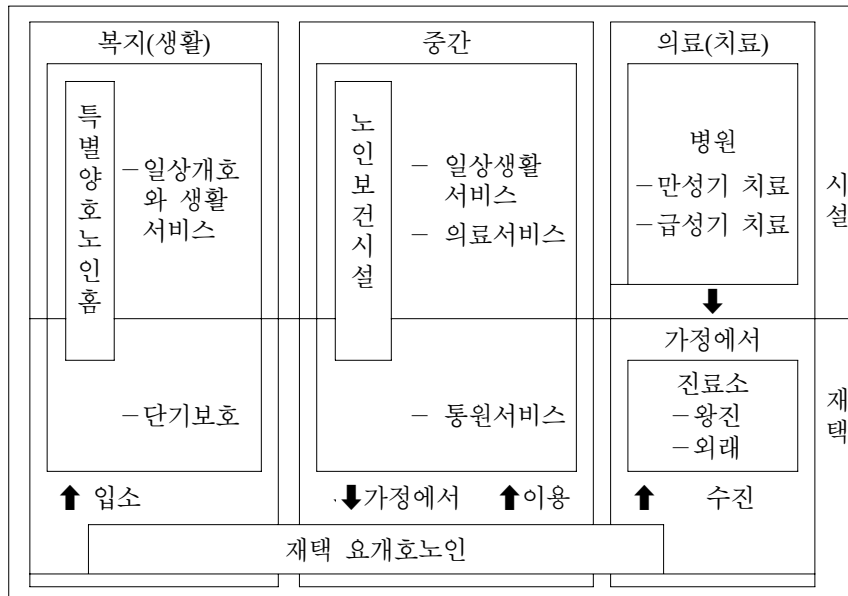 복지(생활)
특별양호노인홈
－일상개호
와 생활
서비스
－단기보호
⬆ 입소
중간
노인보건시설
－ 일상생활
서비스
－ 의료서비스
－ 통원서비스
⬇가정에서 ⬆이용
의료(치료)
병원
－만성기 치료
－급성기 치료
⬇
가정에서
진료소
－왕진
－외래
⬆ 수진
시설
재택
재택 요개호노인